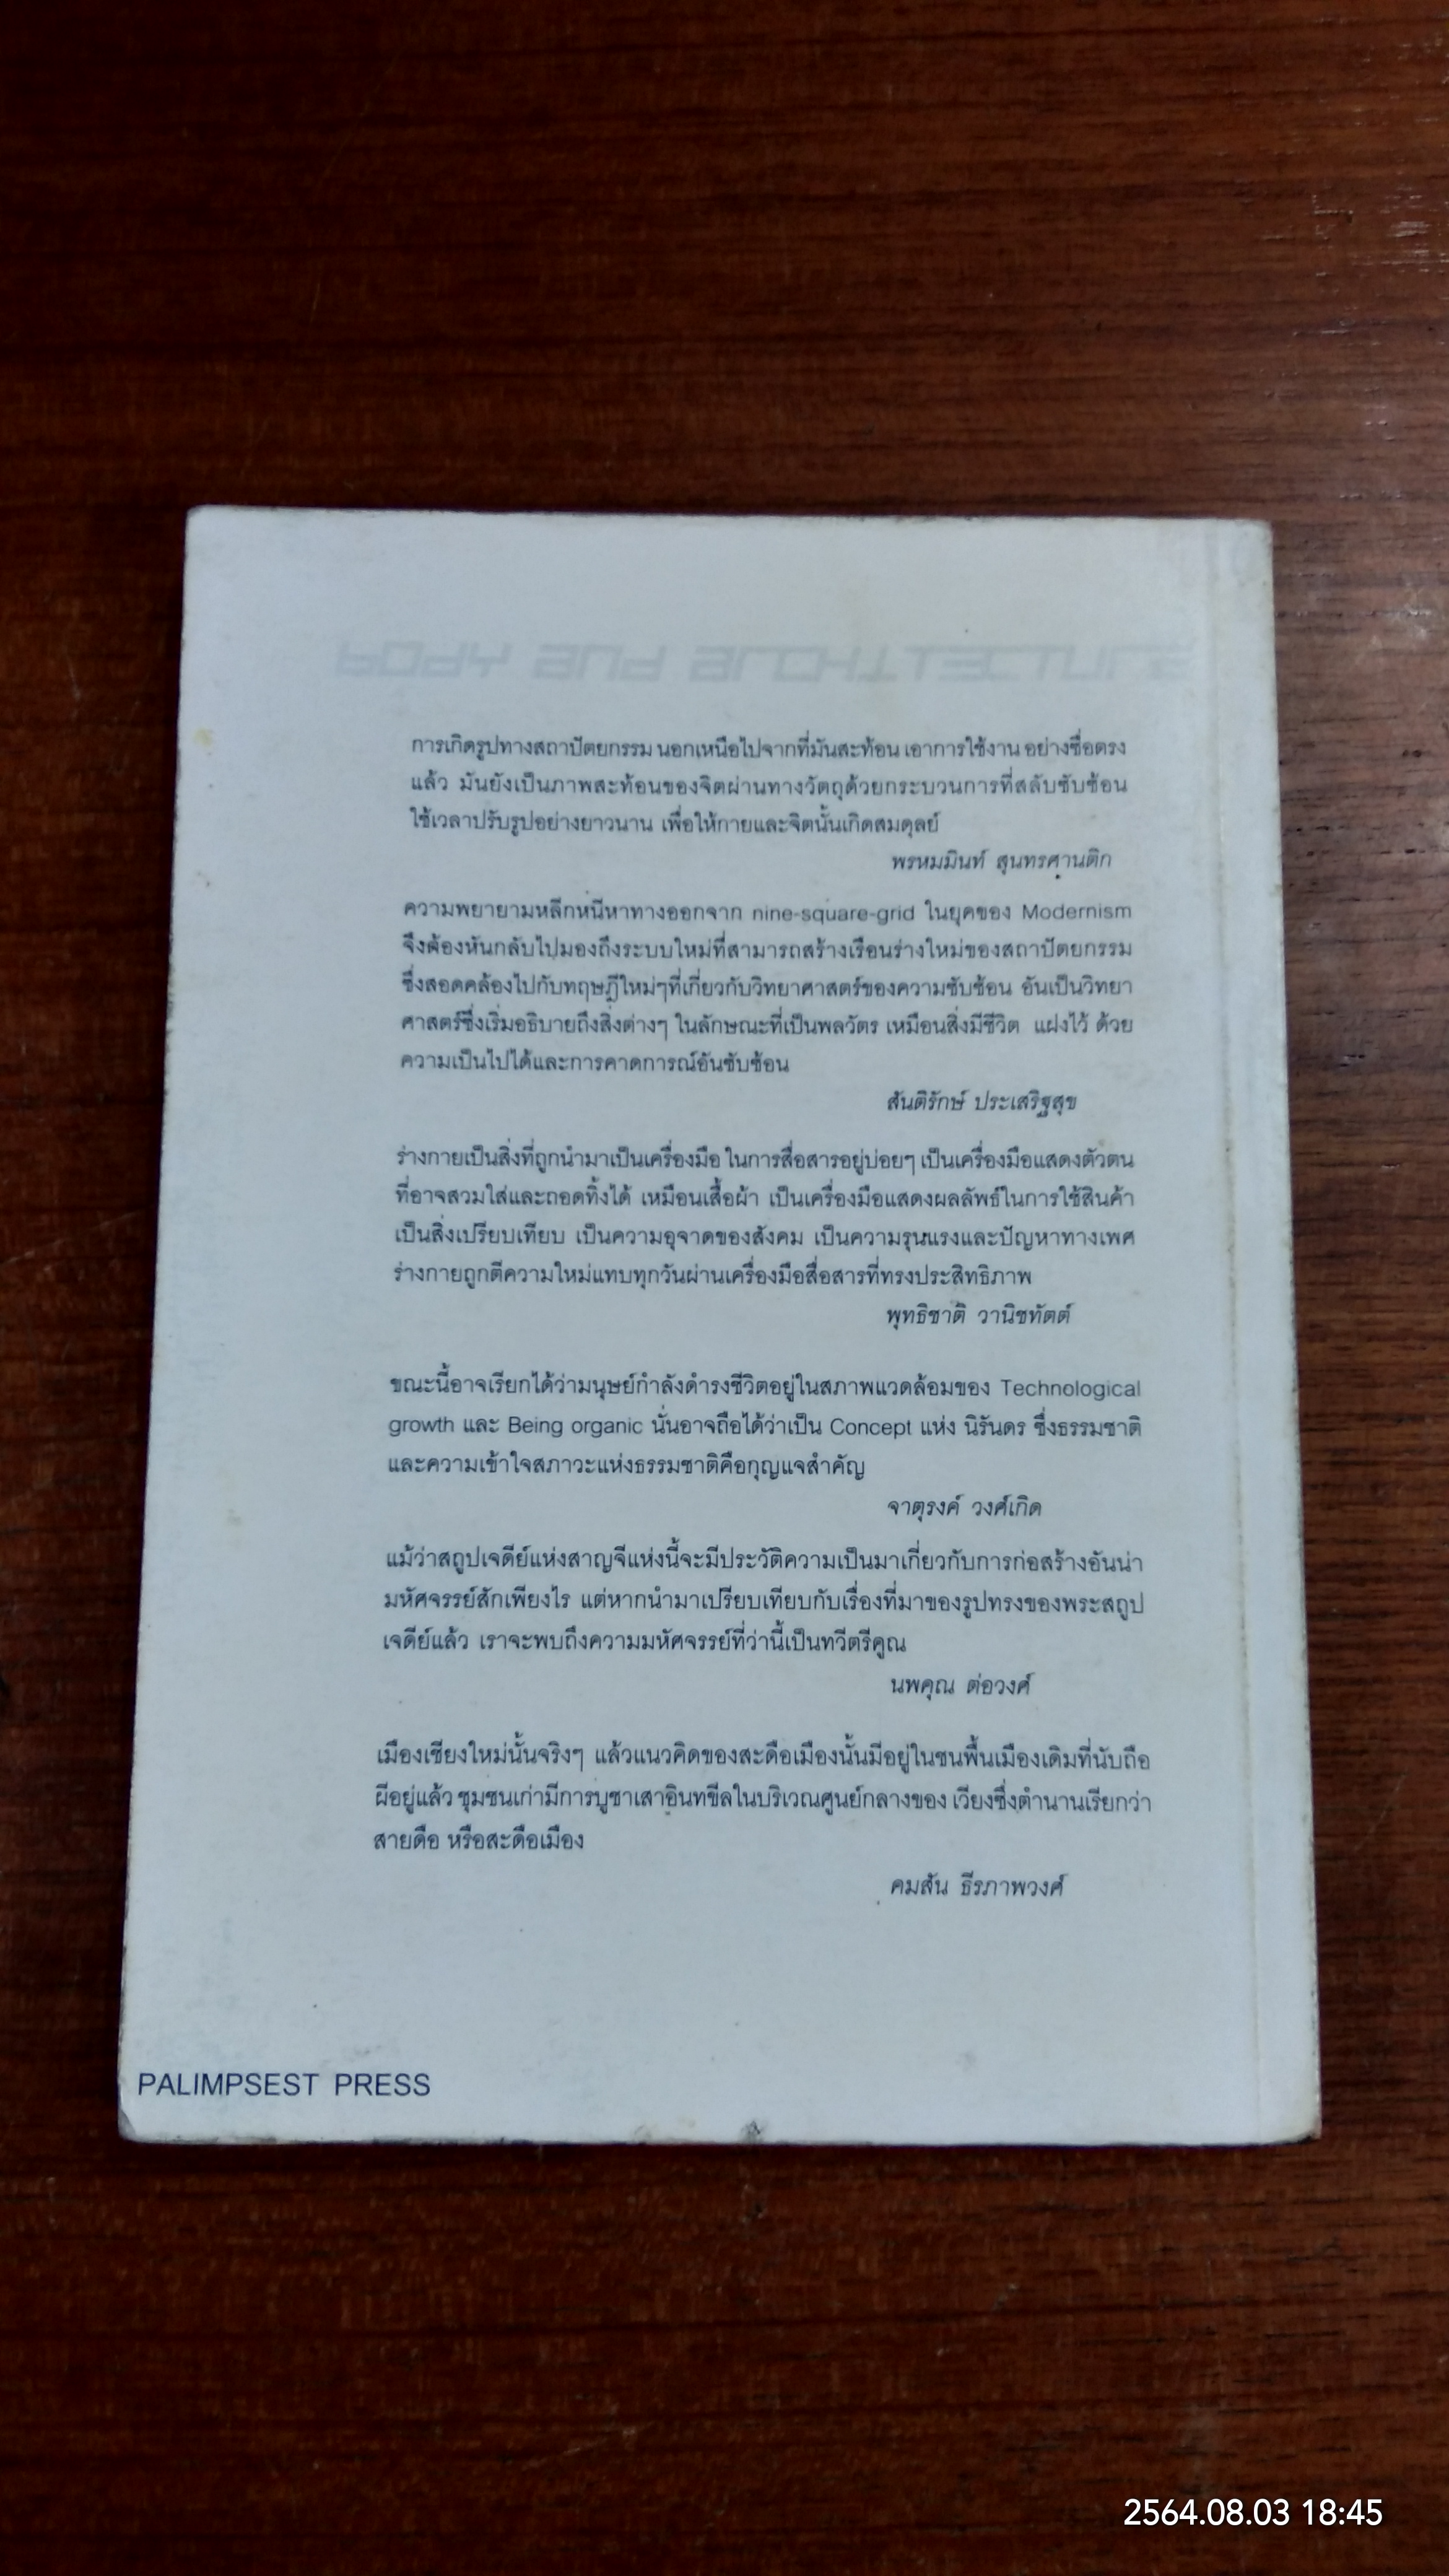 body and architecture
การเกิดรูปทางสถาปัตยกรรม นอกเหนือไปจากที่มันสะท้อน เอาการใช้งาน อย่างซื่อตรง
แล้ว มันยังเป็นภาพสะท้อนของจิตผ่านทางวัตถุด้วยกระบวนการที่สลับซับซ้อน
ใช้เวลาปรับรูปอย่างยาวนาน เพื่อให้กายและจิตนั้นเกิดสมดุลย์
พรหมมินท์ สุนทรศานติก
ความพยายามหลีกหนีหาทางออกจาก nine-square-grid ในยุคของ Modernism
จึงต้องหันกลับไปมองถึงระบบใหม่ที่สามารถสร้างเรือนร่างใหม่ของสถาปัตยกรรม
ซึ่งสอดคล้องไปกับทฤษฎีใหม่ๆที่เกี่ยวกับวิทยาศาสตร์ของความซับซ้อน อันเป็นวิทยา
ศาสตร์ซึ่งเริ่มอธิบายถึงสิ่งต่างๆ ในลักษณะที่เป็นพลวัตร เหมือนสิ่งมีชีวิต แฝงไว้ ด้วย
ความเป็นไปได้และการคาดการณ์อันซับซ้อน
สันติรักษ์ ประเสริฐสุข
ร่างกายเป็นสิ่งที่ถูกนำมาเป็นเครื่องมือ ในการสื่อสารอยู่บ่อยๆ เป็นเครื่องมือแสดงตัวตน
ที่อาจสวมใส่และถอดทิ้งได้ เหมือนเสื้อผ้า เป็นเครื่องมือแสดงผลลัพธ์ในการใช้สินค้า
เป็นสิ่งเปรียบเทียบ เป็นความอุจาดของสังคม เป็นความรุนแรงและปัญหาทางเพศ
ร่างกายถูกตีความใหม่แทบทุกวันผ่านเครื่องมือสื่อสารที่ทรงประสิทธิภาพ
พุทธิชาติ วานิชทัตต์
ขณะนี้อาจเรียกได้ว่ามนุษย์กำลังดำรงชีวิตอยู่ในสภาพแวดล้อมของ Technological
growth และ Being organic นั่นอาจถือได้ว่าเป็น Concept แห่ง นิรันดร ซึ่งธรรมชาติ
และความเข้าใจสภาวะแห่งธรรมชาติคือกุญแจสำคัญ
จาตุรงค์ วงศ์เกิด
แม้ว่าสถูปเจดีย์แห่งสาญจีแห่งนี้จะมีประวัติความเป็นมาเกี่ยวกับการก่อสร้างอันน่า
มหัศจรรย์สักเพียงไร แต่หากนำมาเปรียบเทียบกับเรื่องที่มาของรูปทรงของพระสถูป
เจดีย์แล้ว เราจะพบถึงความมหัศจรรย์ที่ว่านี้เป็นทวีตรีคูณ
นพคุณ ต่อวงศ์
เมืองเชียงใหม่นั้นจริงๆ แล้วแนวคิดของสะดือเมืองนั้นมีอยู่ในชนพื้นเมืองเดิมที่นับถือ
ผีอยู่แล้ว ชุมชนเก่ามีการบูชาเสาอินทขีลในบริเวณศูนย์กลางของ เวียงซึ่งตำนานเรียกว่า
สายดือ หรือสะดือเมือง
คมสัน ธีรภาพวงศ์
PALIMPSEST PRESS
2564.08.03 18:45